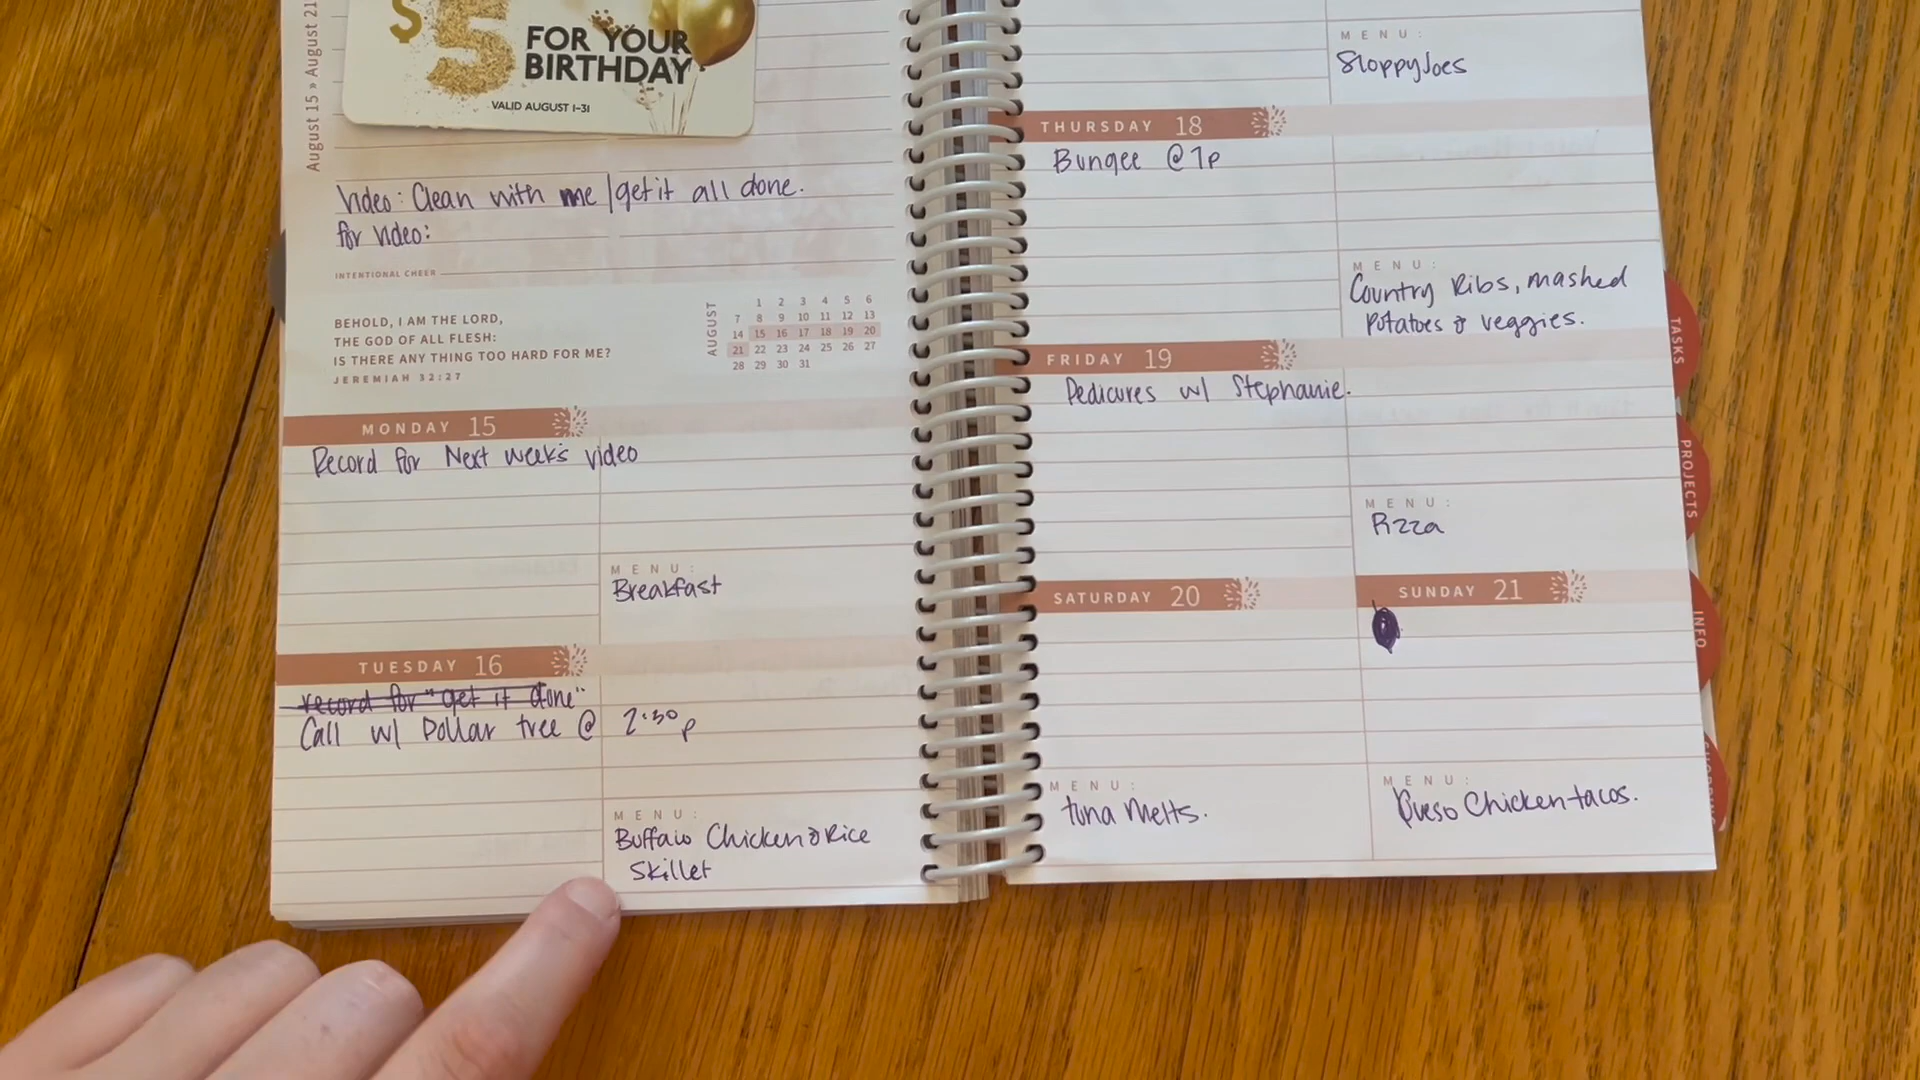 August 15 » August 21
$5 FOR YOUR
BIRTHDAY
VALID AUGUST 1-31
Video: Clean with me | get it all done.
for video:
INTENTIONAL CHEER
BEHOLD, I AM THE LORD,
THE GOD OF ALL FLESH:
IS THERE ANY THING TOO HARD FOR ME?
JEREMIAH 32:27
AUGUST
1 2 3 4 5 6
7 8 9 10 11 12 13
14 15 16 17 18 19 20
21 22 23 24 25 26 27
28 29 30 31
MONDAY 15
Record for Next week's video
MENU:
Breakfast
TUESDAY 16
record for "get it done"
Call w/ Dollar tree @ 2:30p
MENU:
Buffalo Chicken & Rice
Skillet
MENU:
Sloppy Joes
THURSDAY 18
Bungee @ 7p
MENU:
Country Ribs, mashed
potatoes & veggies.
FRIDAY 19
Pedicures w/ Stephanie.
MENU:
Pizza
SATURDAY 20
MENU:
tuna melts.
SUNDAY 21
MENU:
Queso Chicken tacos.
TASKS
PROJECTS
INFO